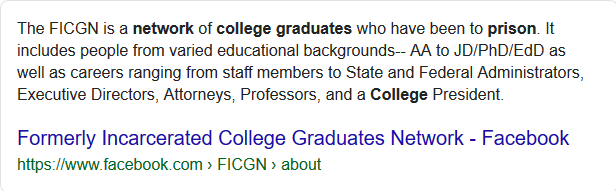 The FICGN is a network of college graduates who have been to prison. It
includes people from varied educational backgrounds-- AA to JD/PhD/EdD as
well as careers ranging from staff members to State and Federal Administrators,
Executive Directors, Attorneys, Professors, and a College President.
Formerly Incarcerated College Graduates Network - Facebook
https://www.facebook.com › FICGN › about